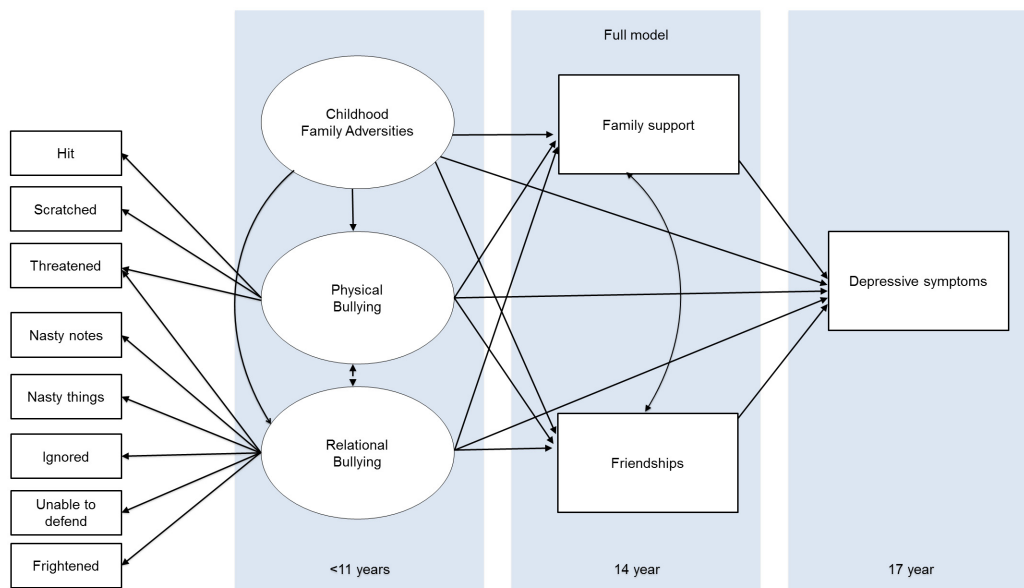 Full model
Childhood
Family Adversities
Family support
Hit
Scratched
Threatened
Physical
Bullying
Depressive symptoms
Nasty notes
Nasty things
Ignored
Relational
Bullying
Friendships
Unable to
defend
Frightened
<11 years
14 year
17 year